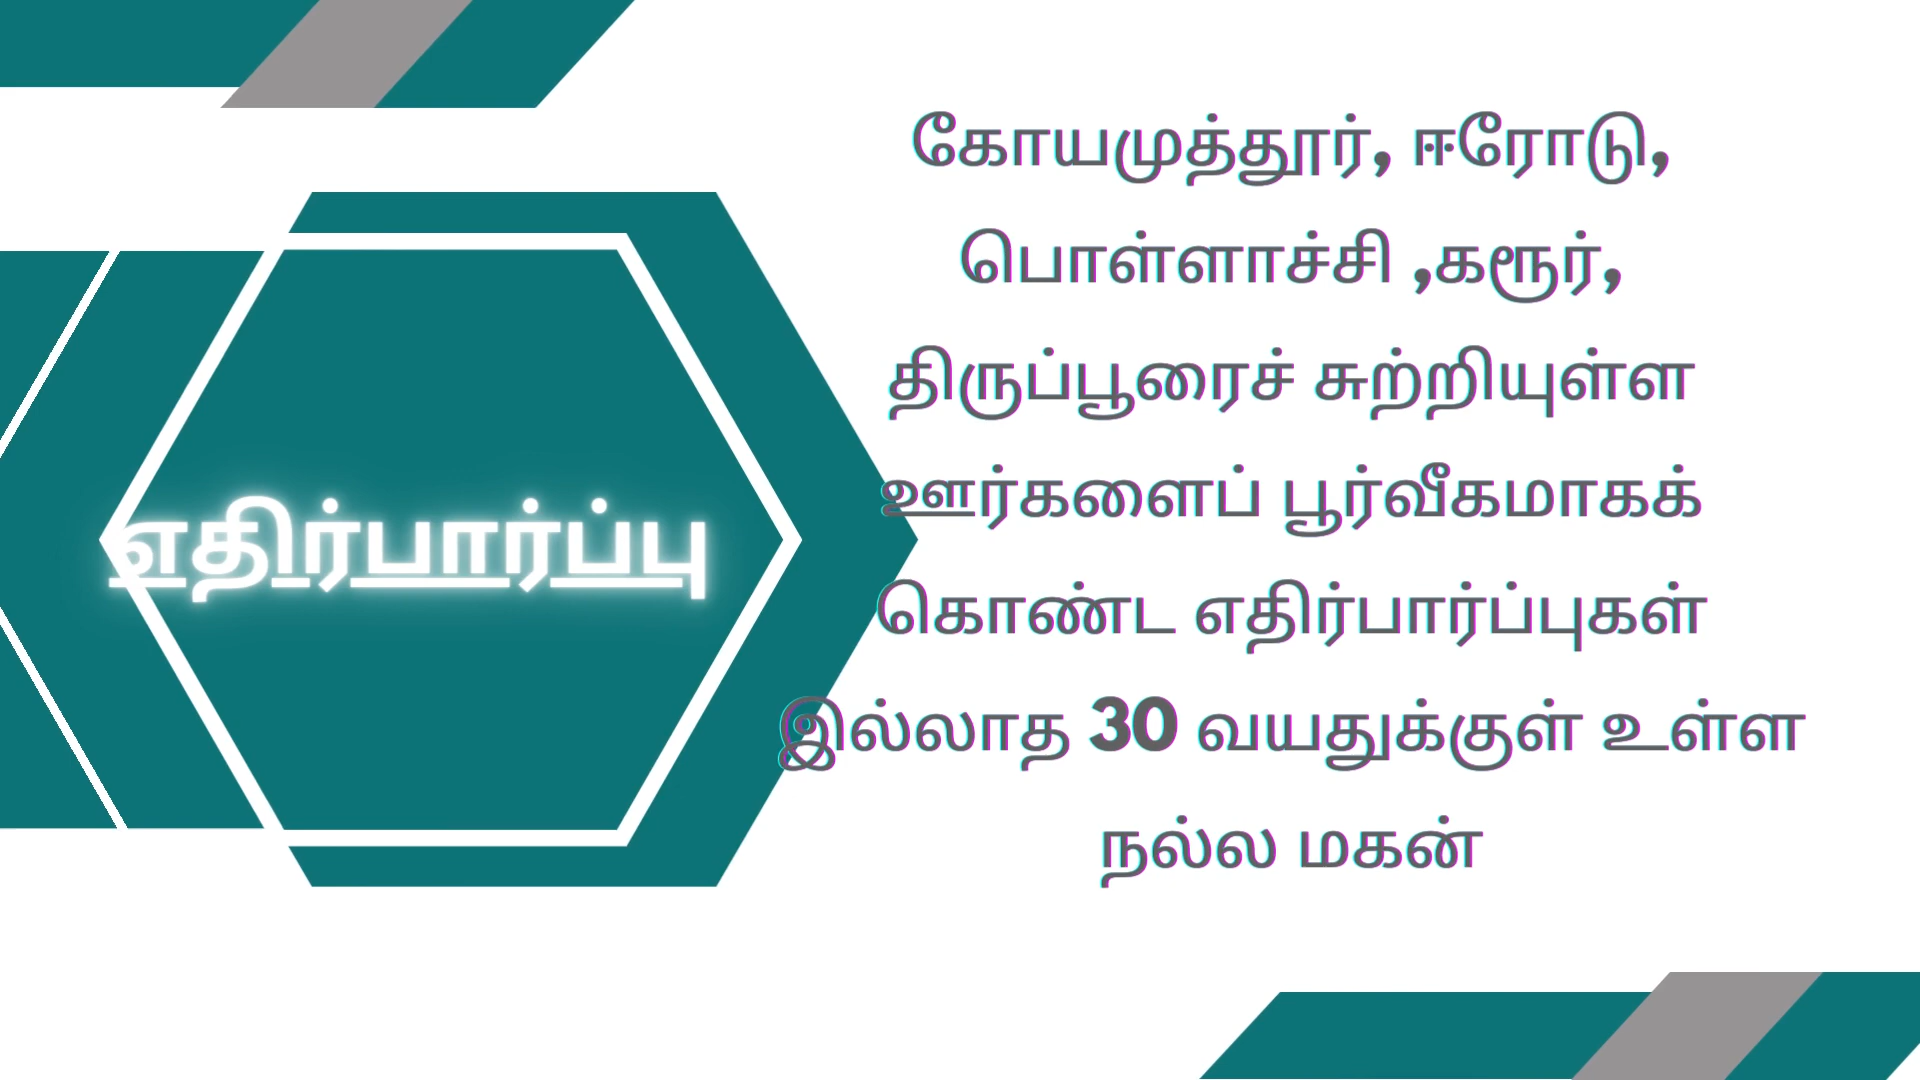 எதிர்பார்ப்பு
கோயமுத்தூர், ஈரோடு,
பொள்ளாச்சி ,கரூர்,
திருப்பூரைச் சுற்றியுள்ள
ஊர்களைப் பூர்வீகமாகக்
கொண்ட எதிர்பார்ப்புகள்
இல்லாத 30 வயதுக்குள் உள்ள
நல்ல மகன்